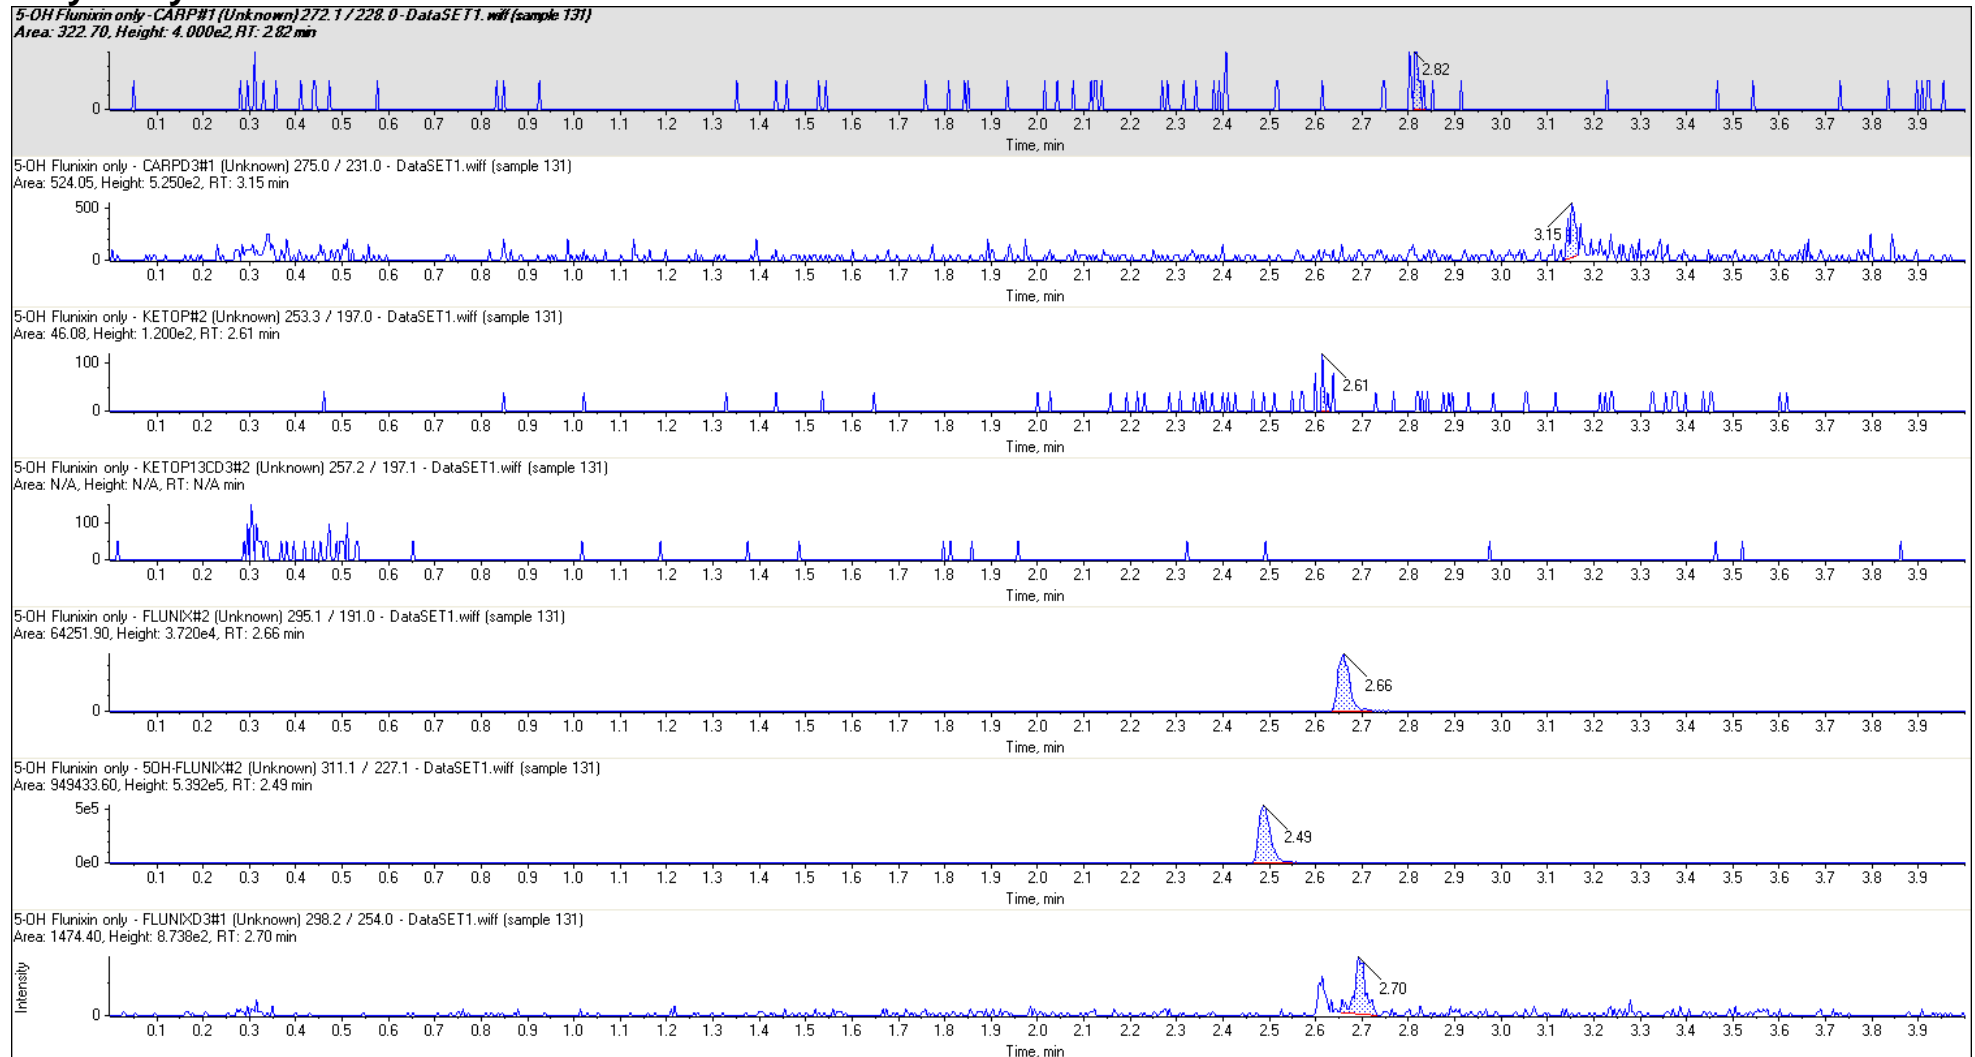 5-OH Flunixin only - CARP#1 (Unknown) 272.1 / 228.0 - DataSET1.wiff (sample 131)
Area: 322.70, Height: 4.000e2, RT: 2.82 min
2.82
0
0.1 0.2 0.3 0.4 0.5 0.6 0.7 0.8 0.9 1.0 1.1 1.2 1.3 1.4 1.5 1.6 1.7 1.8 1.9 2.0 2.1 2.2 2.3 2.4 2.5 2.6 2.7 2.8 2.9 3.0 3.1 3.2 3.3 3.4 3.5 3.6 3.7 3.8 3.9
Time, min
5-OH Flunixin only - CARPD3#1 (Unknown) 275.0 / 231.0 - DataSET1.wiff (sample 131)
Area: 524.05, Height: 5.250e2, RT: 3.15 min
500
3.15
0
0.1 0.2 0.3 0.4 0.5 0.6 0.7 0.8 0.9 1.0 1.1 1.2 1.3 1.4 1.5 1.6 1.7 1.8 1.9 2.0 2.1 2.2 2.3 2.4 2.5 2.6 2.7 2.8 2.9 3.0 3.1 3.2 3.3 3.4 3.5 3.6 3.7 3.8 3.9
Time, min
5-OH Flunixin only - KETOP#2 (Unknown) 253.3 / 197.0 - DataSET1.wiff (sample 131)
Area: 46.08, Height: 1.200e2, RT: 2.61 min
100
2.61
0
0.1 0.2 0.3 0.4 0.5 0.6 0.7 0.8 0.9 1.0 1.1 1.2 1.3 1.4 1.5 1.6 1.7 1.8 1.9 2.0 2.1 2.2 2.3 2.4 2.5 2.6 2.7 2.8 2.9 3.0 3.1 3.2 3.3 3.4 3.5 3.6 3.7 3.8 3.9
Time, min
5-OH Flunixin only - KETOP13CD3#2 (Unknown) 257.2 / 197.1 - DataSET1.wiff (sample 131)
Area: N/A, Height: N/A, RT: N/A min
100
0
0.1 0.2 0.3 0.4 0.5 0.6 0.7 0.8 0.9 1.0 1.1 1.2 1.3 1.4 1.5 1.6 1.7 1.8 1.9 2.0 2.1 2.2 2.3 2.4 2.5 2.6 2.7 2.8 2.9 3.0 3.1 3.2 3.3 3.4 3.5 3.6 3.7 3.8 3.9
Time, min
5-OH Flunixin only - FLUNIX#2 (Unknown) 295.1 / 191.0 - DataSET1.wiff (sample 131)
Area: 64251.90, Height: 3.720e4, RT: 2.66 min
2.66
0
0.1 0.2 0.3 0.4 0.5 0.6 0.7 0.8 0.9 1.0 1.1 1.2 1.3 1.4 1.5 1.6 1.7 1.8 1.9 2.0 2.1 2.2 2.3 2.4 2.5 2.6 2.7 2.8 2.9 3.0 3.1 3.2 3.3 3.4 3.5 3.6 3.7 3.8 3.9
Time, min
5-OH Flunixin only - 5OH-FLUNIX#2 (Unknown) 311.1 / 227.1 - DataSET1.wiff (sample 131)
Area: 949433.60, Height: 5.392e5, RT: 2.49 min
5e5
2.49
0e0
0.1 0.2 0.3 0.4 0.5 0.6 0.7 0.8 0.9 1.0 1.1 1.2 1.3 1.4 1.5 1.6 1.7 1.8 1.9 2.0 2.1 2.2 2.3 2.4 2.5 2.6 2.7 2.8 2.9 3.0 3.1 3.2 3.3 3.4 3.5 3.6 3.7 3.8 3.9
Time, min
5-OH Flunixin only - FLUNIXD3#1 (Unknown) 298.2 / 254.0 - DataSET1.wiff (sample 131)
Area: 1474.40, Height: 8.738e2, RT: 2.70 min
Intensity
2.70
0
0.1 0.2 0.3 0.4 0.5 0.6 0.7 0.8 0.9 1.0 1.1 1.2 1.3 1.4 1.5 1.6 1.7 1.8 1.9 2.0 2.1 2.2 2.3 2.4 2.5 2.6 2.7 2.8 2.9 3.0 3.1 3.2 3.3 3.4 3.5 3.6 3.7 3.8 3.9
Time, min